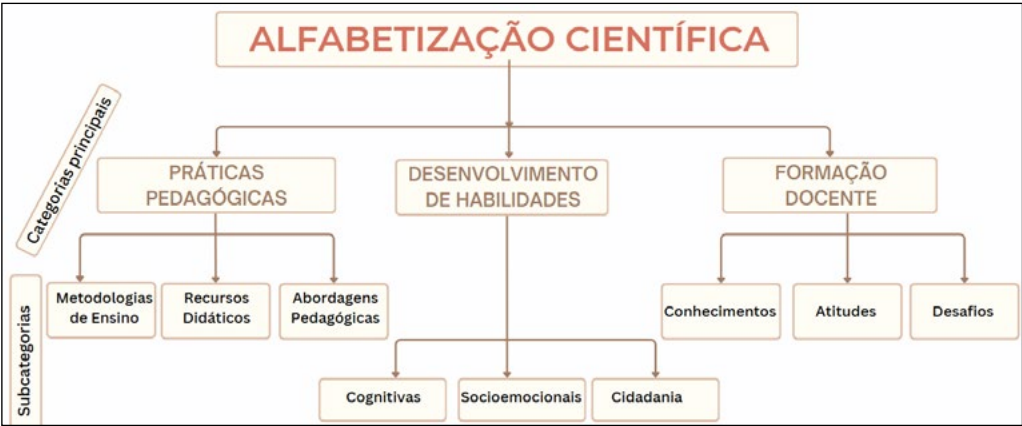 ALFABETIZAÇÃO CIENTÍFICA
Categorias principais
PRÁTICAS
PEDAGÓGICAS
DESENVOLVIMENTO
DE HABILIDADES
FORMAÇÃO
DOCENTE
Subcategorias
Metodologias
de Ensino
Recursos
Didáticos
Abordagens
Pedagógicas
Conhecimentos
Atitudes
Desafios
Cognitivas
Socioemocionais
Cidadania